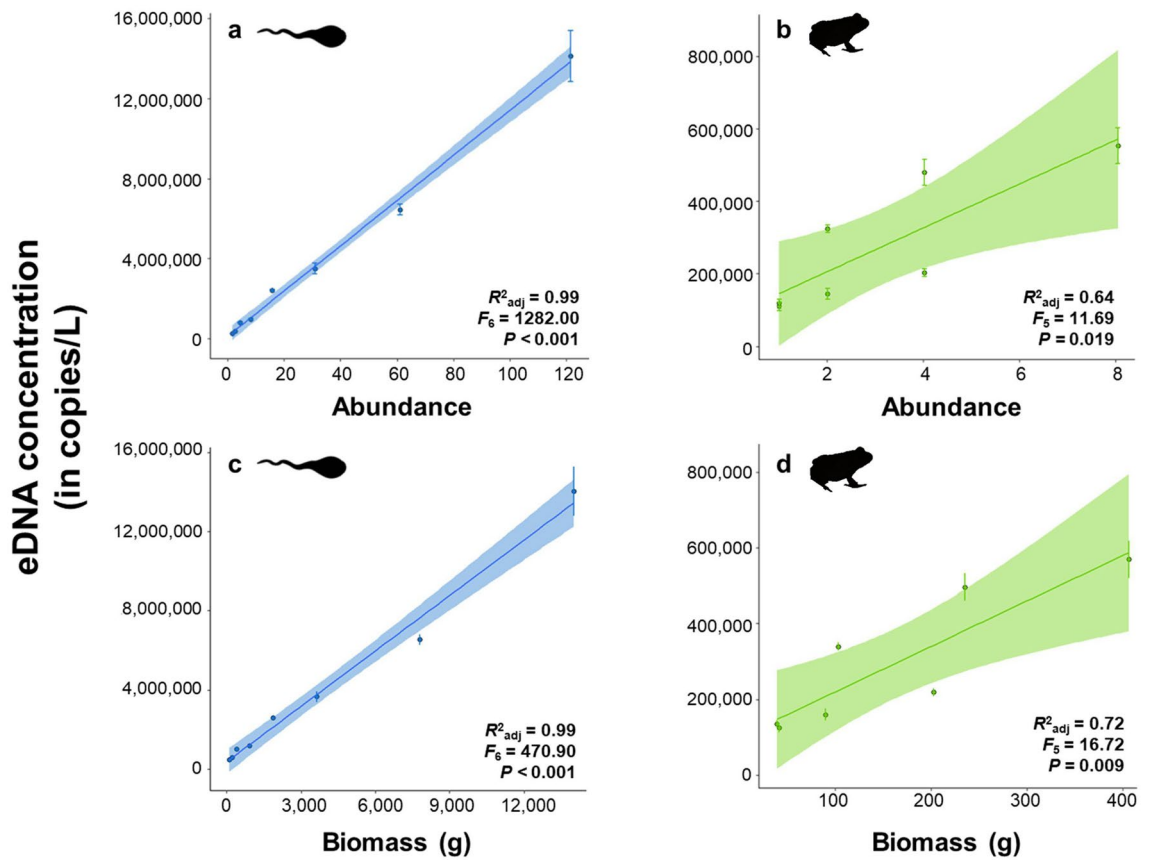 eDNA concentration
(in copies/L)
a
16,000,000
12,000,000
8,000,000
4,000,000
0
R²adj = 0.99
F6 = 1282.00
P < 0.001
0 20 40 60 80 100 120
Abundance
b
800,000
600,000
400,000
200,000
0
R²adj = 0.64
F5 = 11.69
P = 0.019
2 4 6 8
Abundance
c
16,000,000
12,000,000
8,000,000
4,000,000
0
R²adj = 0.99
F6 = 470.90
P < 0.001
0 3,000 6,000 9,000 12,000
Biomass (g)
d
800,000
600,000
400,000
200,000
0
R²adj = 0.72
F5 = 16.72
P = 0.009
100 200 300 400
Biomass (g)